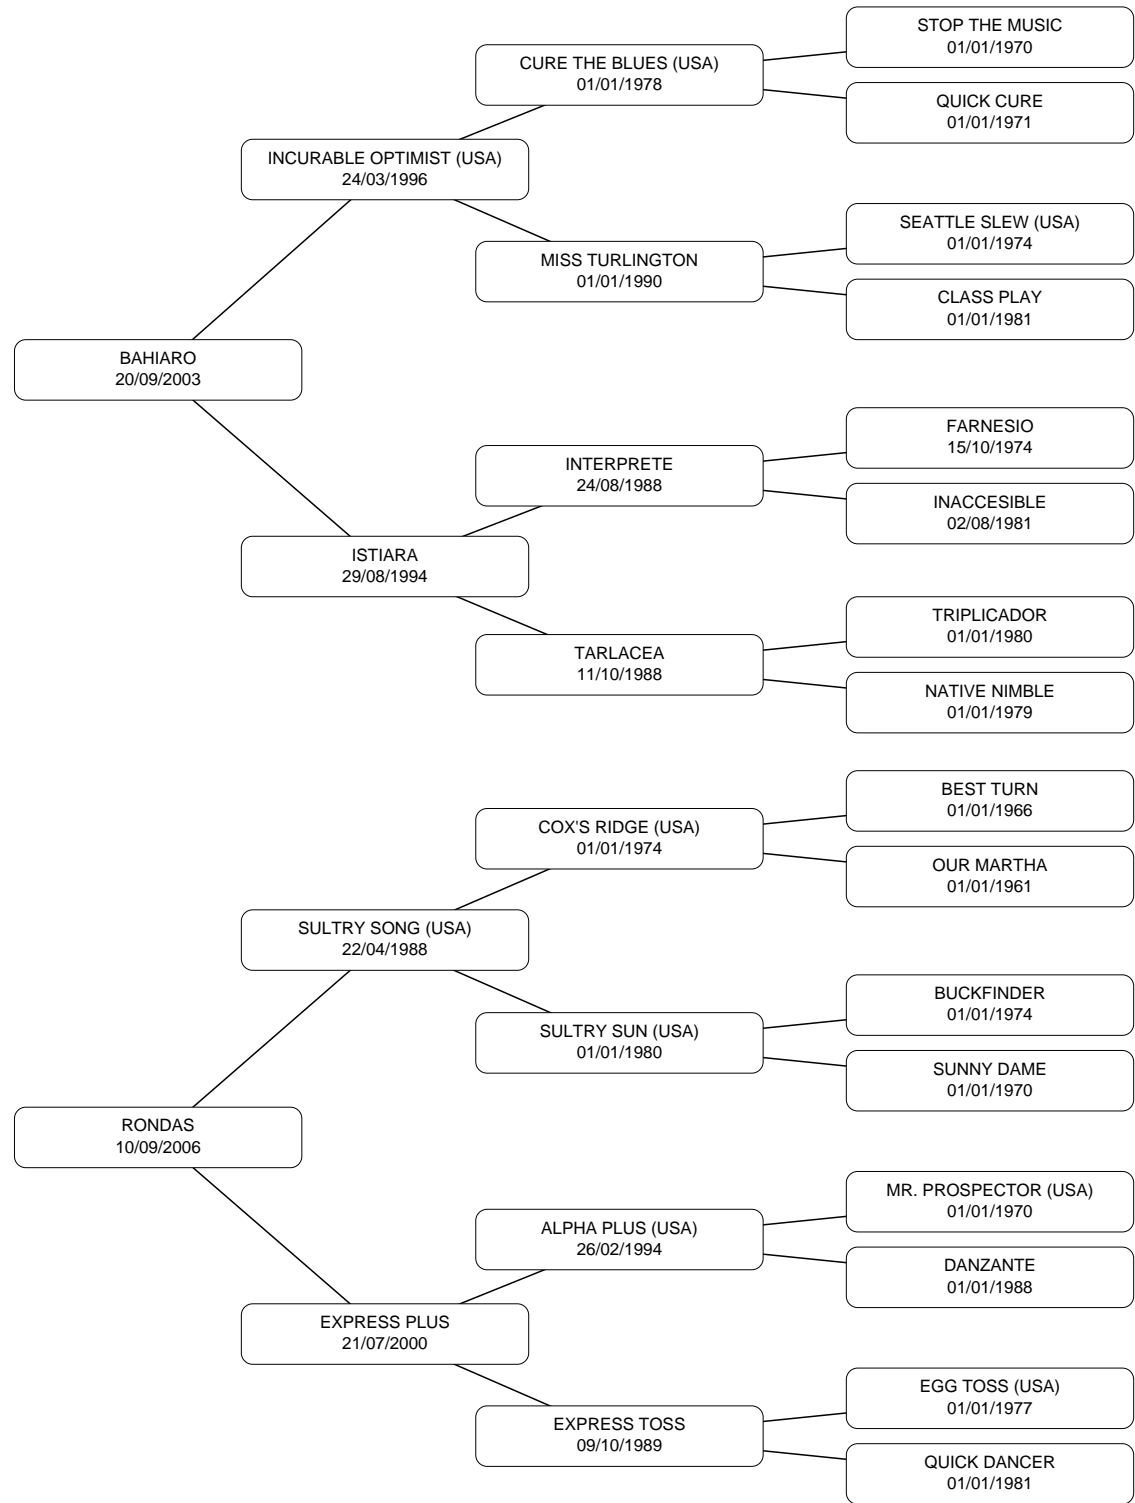 STOP THE MUSIC
01/01/1970
CURE THE BLUES (USA)
01/01/1978
QUICK CURE
01/01/1971
INCURABLE OPTIMIST (USA)
24/03/1996
SEATTLE SLEW (USA)
01/01/1974
MISS TURLINGTON
01/01/1990
CLASS PLAY
01/01/1981
BAHIARO
20/09/2003
FARNESIO
15/10/1974
INTERPRETE
24/08/1988
INACCESIBLE
02/08/1981
ISTIARA
29/08/1994
TRIPLICADOR
01/01/1980
TARLACEA
11/10/1988
NATIVE NIMBLE
01/01/1979
BEST TURN
01/01/1966
COX'S RIDGE (USA)
01/01/1974
OUR MARTHA
01/01/1961
SULTRY SONG (USA)
22/04/1988
BUCKFINDER
01/01/1974
SULTRY SUN (USA)
01/01/1980
SUNNY DAME
01/01/1970
RONDAS
10/09/2006
MR. PROSPECTOR (USA)
01/01/1970
ALPHA PLUS (USA)
26/02/1994
DANZANTE
01/01/1988
EXPRESS PLUS
21/07/2000
EGG TOSS (USA)
01/01/1977
EXPRESS TOSS
09/10/1989
QUICK DANCER
01/01/1981